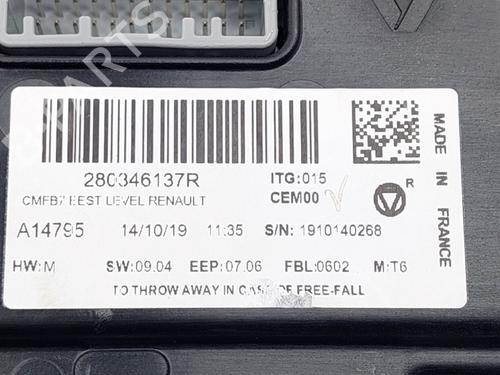 280346137R
CMFB7 BEST LEVEL RENAULT
ITG:015
CEM00
R
A14795 14/10/19 11:35 S/N: 1910140268
HW:M SW:09.04 EEP:07.06 FBL:0602 M:T6
TO THROW AWAY IN CASE OF FREE-FALL
MADE IN FRANCE